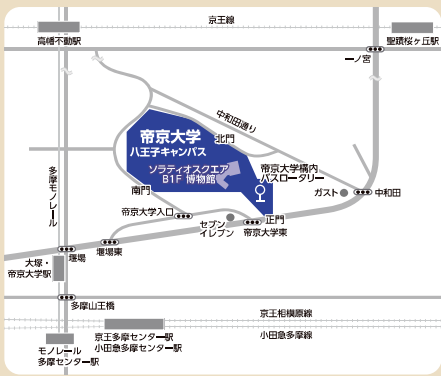 京王線
高幡不動駅
聖蹟桜ヶ丘駅
一ノ宮
中和田通り
帝京大学
八王子キャンパス
北門
ソラティオスクエア
B1F 博物館
帝京大学構内
バスロータリー
多摩モノレール
南門
ガスト
中和田
帝京大学入口
セブン
イレブン
正門
帝京大学東
堰場
堰場東
大塚・
帝京大学駅
多摩山王橋
京王相模原線
京王多摩センター駅
小田急多摩センター駅
小田急多摩線
モノレール
多摩センター駅